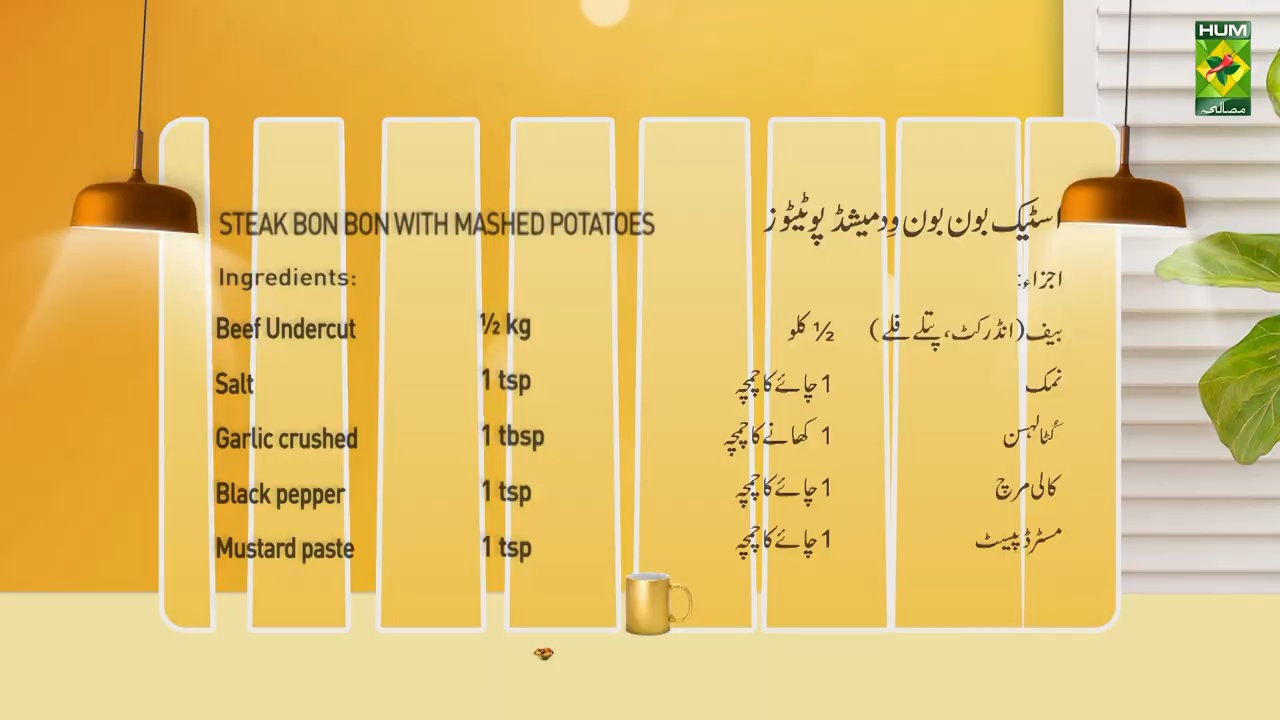 HUM
مصالحہ
STEAK BON BON WITH MASHED POTATOES
اسٹیک بون بون وِد میشڈ پوٹیٹوز
Ingredients:
اجزاء:
Beef Undercut ½ kg
بیف (انڈرکٹ، پتلے فلے) ½ کلو
Salt 1 tsp
نمک 1 چائے کا چمچہ
Garlic crushed 1 tbsp
کُٹا لہسن 1 کھانے کا چمچہ
Black pepper 1 tsp
کالی مرچ 1 چائے کا چمچہ
Mustard paste 1 tsp
مسٹرڈ پیسٹ 1 چائے کا چمچہ